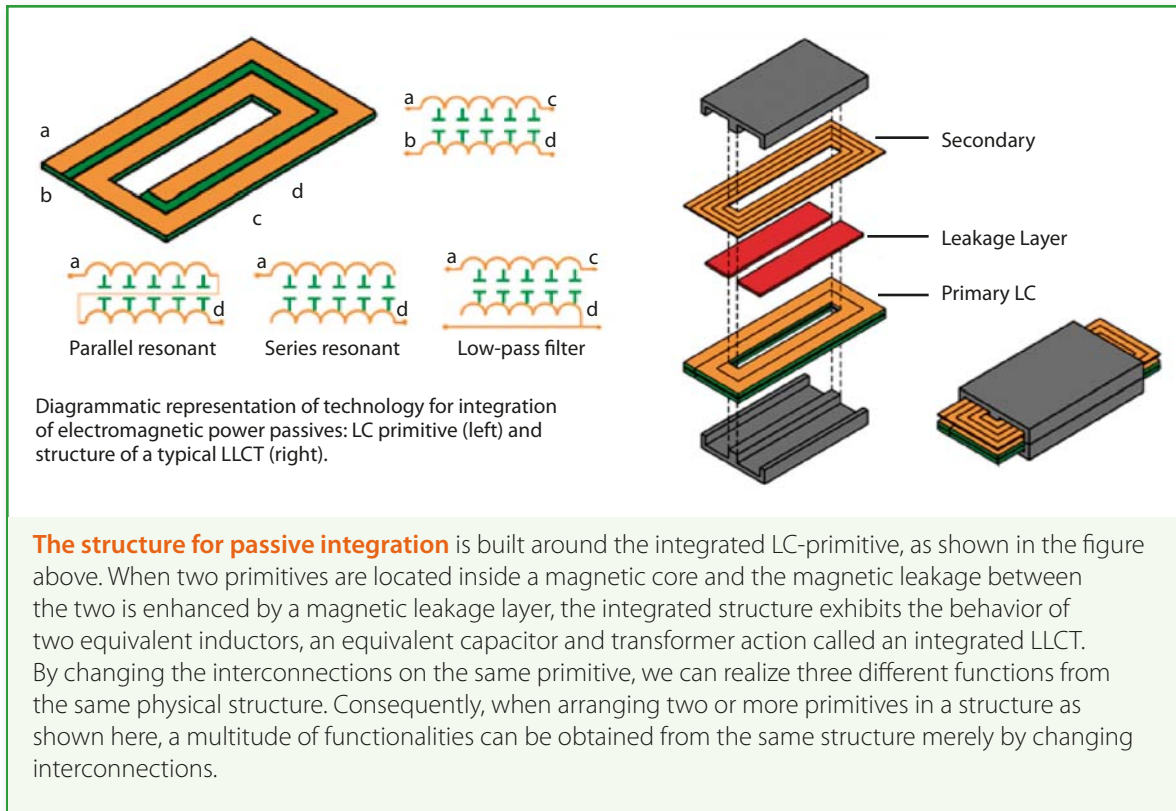 a
b
c
d
a
c
b
d
a
d
Parallel resonant
a
d
Series resonant
a
c
d
Low-pass filter
Diagrammatic representation of technology for integration
of electromagnetic power passives: LC primitive (left) and
structure of a typical LLCT (right).
Secondary
Leakage Layer
Primary LC
The structure for passive integration is built around the integrated LC-primitive, as shown in the figure
above. When two primitives are located inside a magnetic core and the magnetic leakage between
the two is enhanced by a magnetic leakage layer, the integrated structure exhibits the behavior of
two equivalent inductors, an equivalent capacitor and transformer action called an integrated LLCT.
By changing the interconnections on the same primitive, we can realize three different functions from
the same physical structure. Consequently, when arranging two or more primitives in a structure as
shown here, a multitude of functionalities can be obtained from the same structure merely by changing
interconnections.